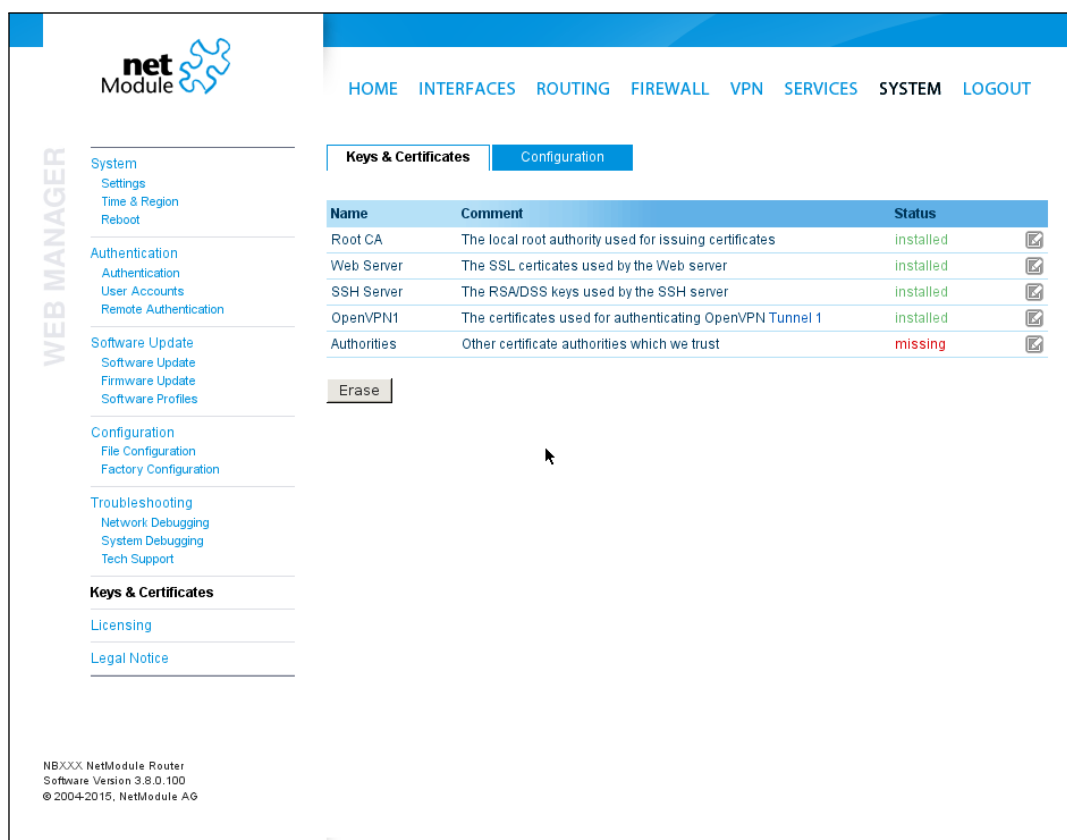 net
Module
HOME INTERFACES ROUTING FIREWALL VPN SERVICES SYSTEM LOGOUT
WEB MANAGER
System
Settings
Time & Region
Reboot
Authentication
Authentication
User Accounts
Remote Authentication
Software Update
Software Update
Firmware Update
Software Profiles
Configuration
File Configuration
Factory Configuration
Troubleshooting
Network Debugging
System Debugging
Tech Support
Keys & Certificates
Licensing
Legal Notice
Keys & Certificates Configuration
Name Comment Status
Root CA The local root authority used for issuing certificates installed
Web Server The SSL certicates used by the Web server installed
SSH Server The RSA/DSS keys used by the SSH server installed
OpenVPN1 The certificates used for authenticating OpenVPN Tunnel 1 installed
Authorities Other certificate authorities which we trust missing
Erase
NBXXX NetModule Router
Software Version 3.8.0.100
© 2004-2015, NetModule AG